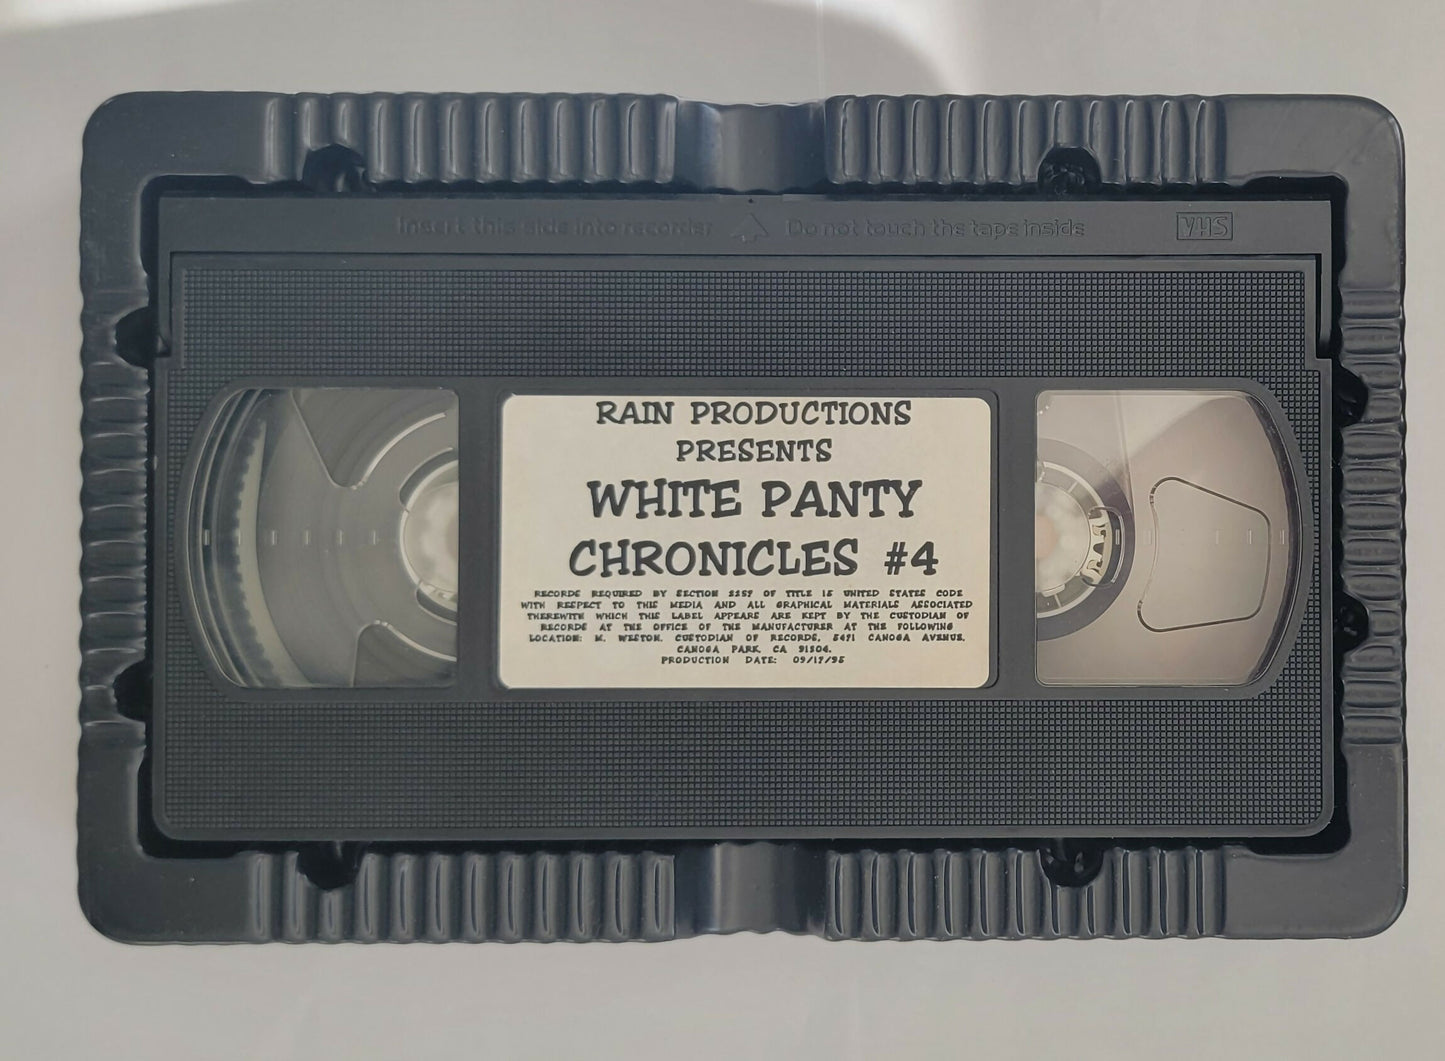 Insert this side into recorder Do not touch the tape inside VHS
RAIN PRODUCTIONS
PRESENTS
WHITE PANTY
CHRONICLES #4
RECORDS REQUIRED BY SECTION 2257 OF TITLE 18 UNITED STATES CODE
WITH RESPECT TO THIS MEDIA AND ALL GRAPHICAL MATERIALS ASSOCIATED
THEREWITH WHICH THIS LABEL APPEARS ARE KEPT BY THE CUSTODIAN OF
RECORDS AT THE OFFICE OF THE MANUFACTURER AT THE FOLLOWING
LOCATION: M. WESTON, CUSTODIAN OF RECORDS, CANOGA AVENUE,
CANOGA PARK, CA
PRODUCTION DATE: